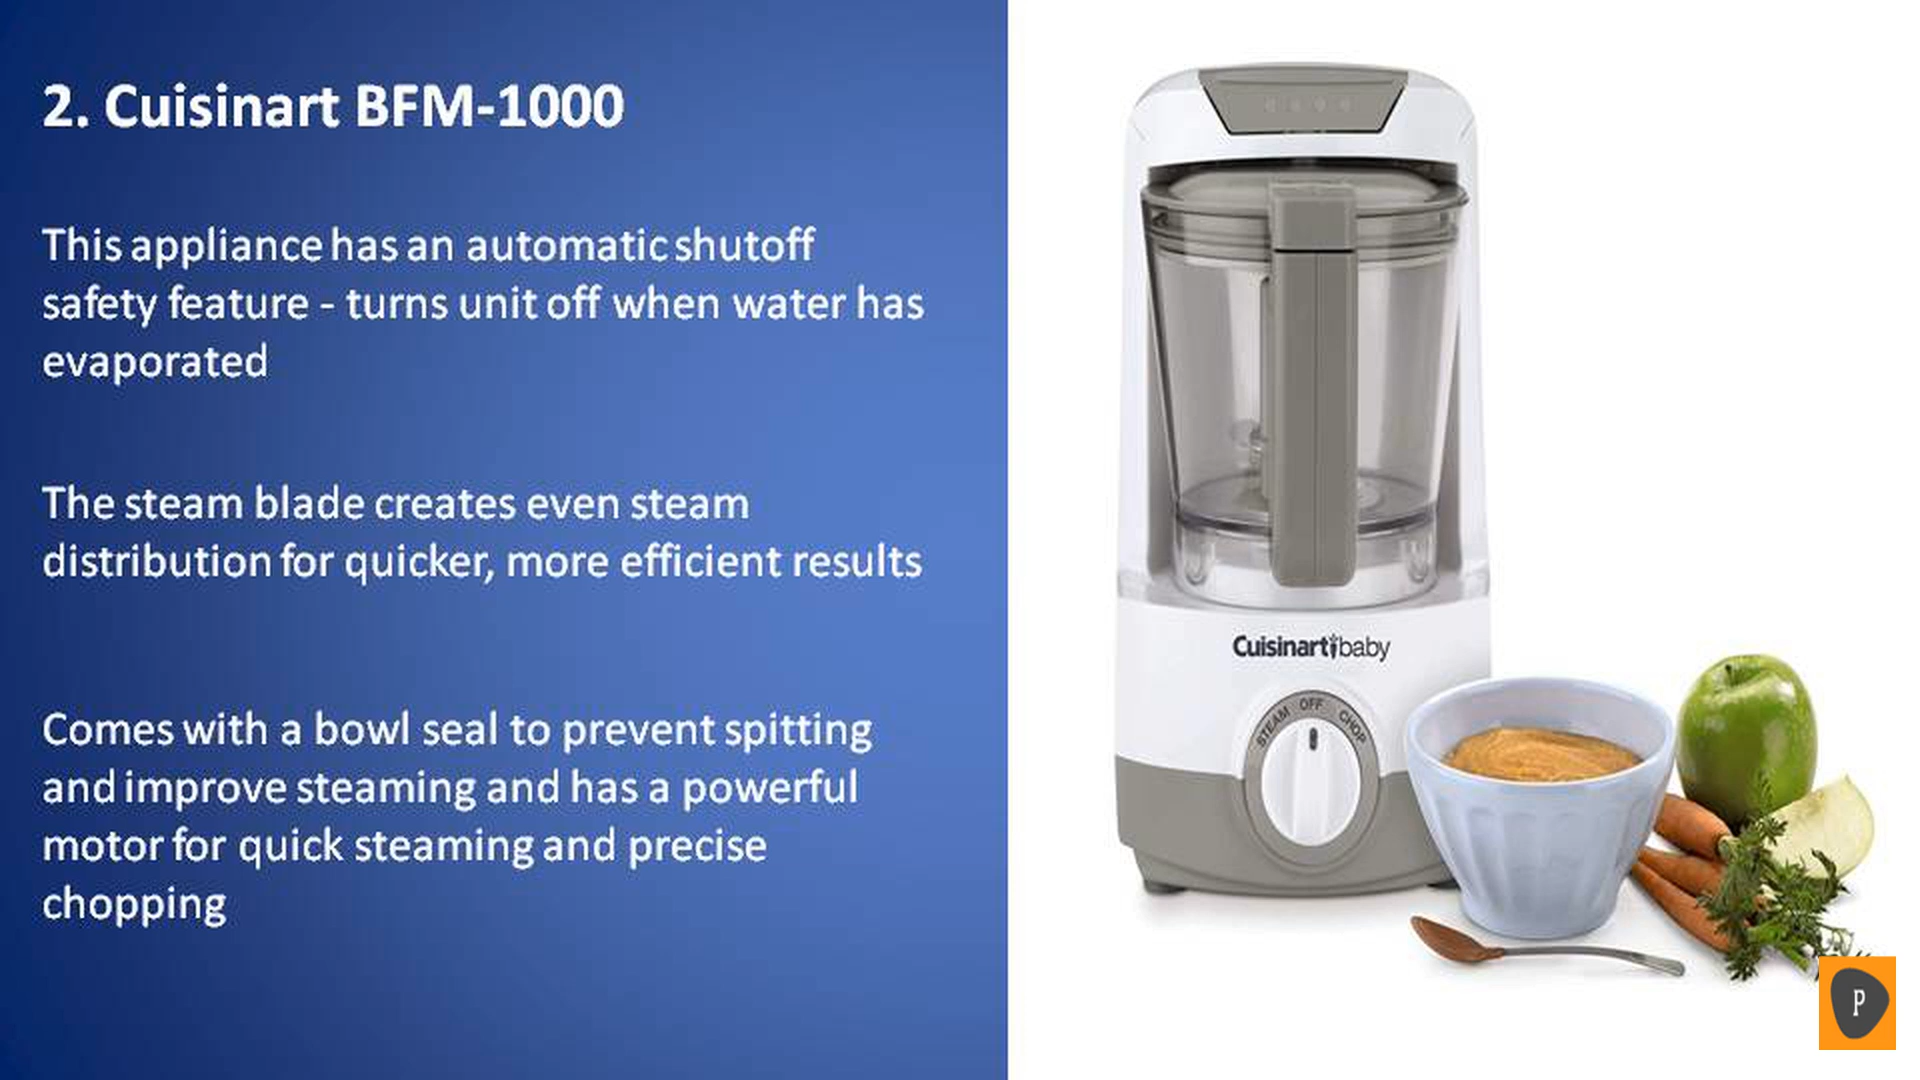 2. Cuisinart BFM-1000
This appliance has an automatic shutoff
safety feature - turns unit off when water has
evaporated
The steam blade creates even steam
distribution for quicker, more efficient results
Comes with a bowl seal to prevent spitting
and improve steaming and has a powerful
motor for quick steaming and precise
chopping
Cuisinart baby
STEAM OFF CHOP
P